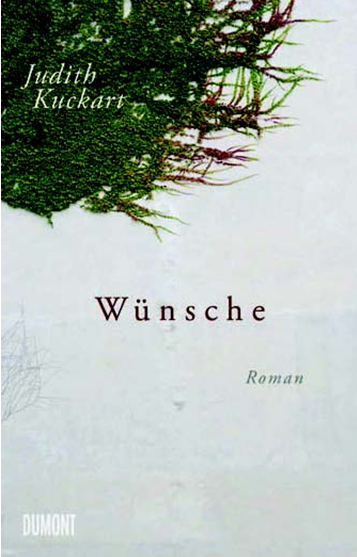 Judith
Kuckart
Wünsche
Roman
DUMONT